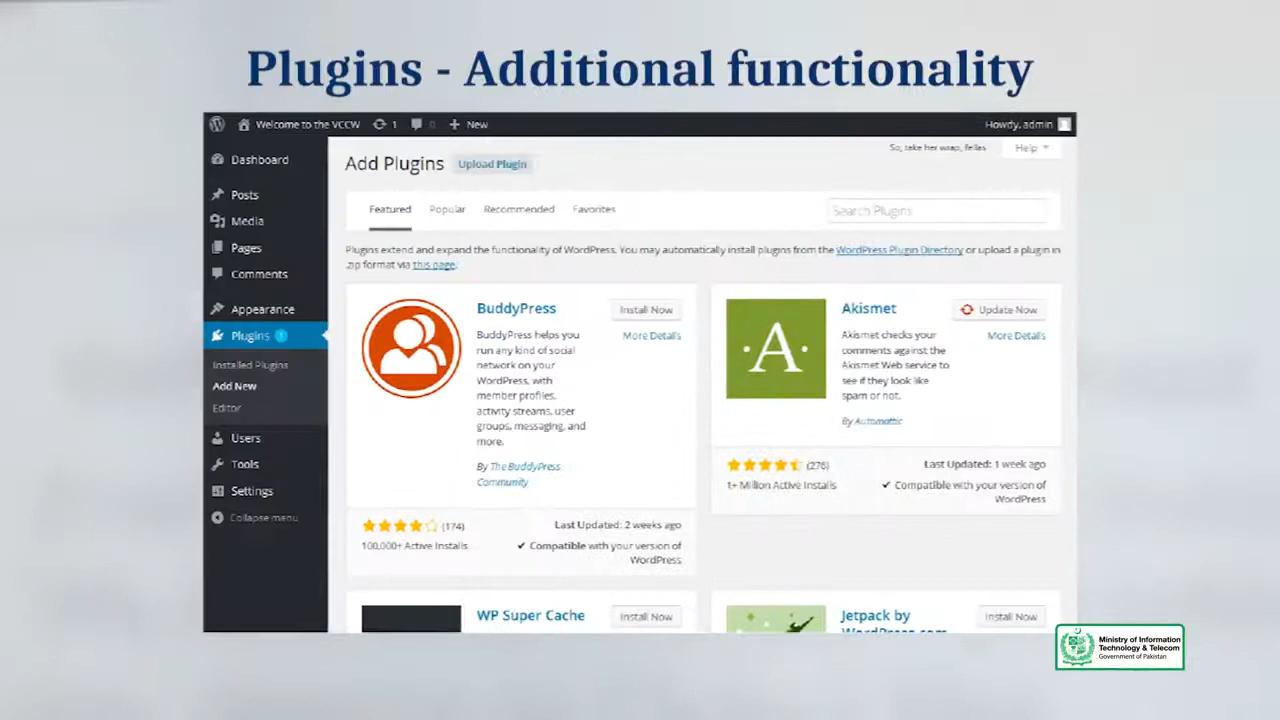 Plugins - Additional functionality
Welcome to the VCCW 1 0 New Howdy, admin
So, take her wrap, fellas Help
Dashboard
Posts
Media
Pages
Comments
Appearance
Plugins 1
Installed Plugins
Add New
Editor
Users
Tools
Settings
Collapse menu
Add Plugins Upload Plugin
Featured Popular Recommended Favorites Search Plugins
Plugins extend and expand the functionality of WordPress. You may automatically install plugins from the WordPress Plugin Directory or upload a plugin in
.zip format via this page.
BuddyPress Install Now
More Details
BuddyPress helps you
run any kind of social
network on your
WordPress, with
member profiles,
activity streams, user
groups, messaging, and
more.
By The BuddyPress
Community
(174) Last Updated: 2 weeks ago
100,000+ Active Installs ✔ Compatible with your version of
WordPress
A
Akismet Update Now
More Details
Akismet checks your
comments against the
Akismet Web service to
see if they look like
spam or not.
By Automattic
(276) Last Updated: 1 week ago
1+ Million Active Installs ✔ Compatible with your version of
WordPress
WP Super Cache Install Now
Jetpack by Install Now
WordPress.com
Ministry of Information
Technology & Telecom
Government of Pakistan